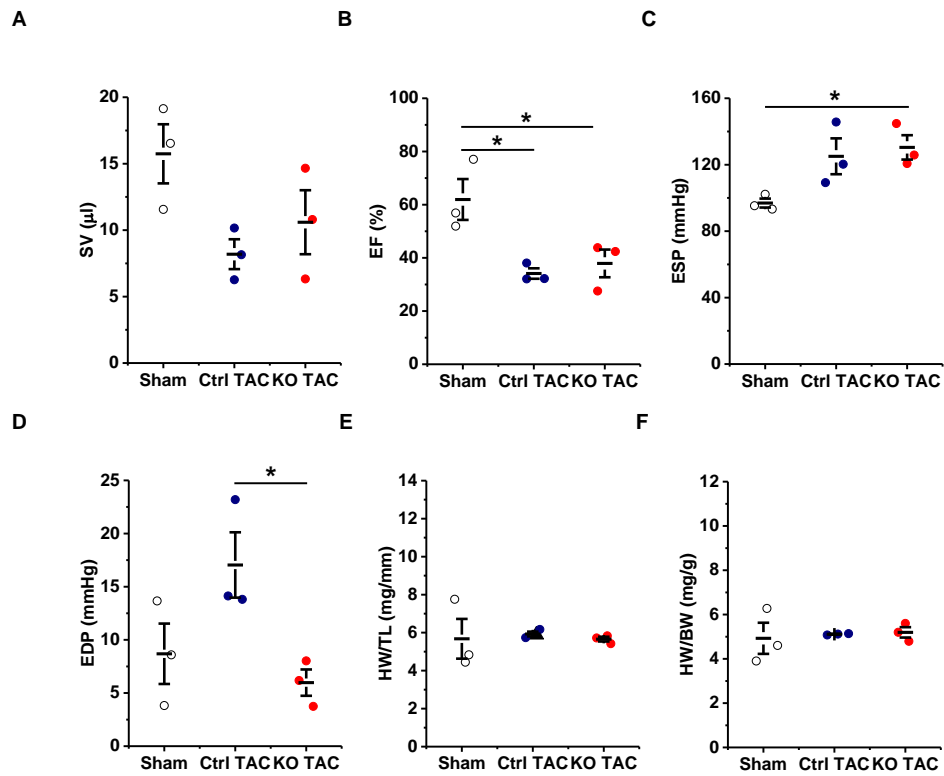 A
B
C
SV (µl)
20
15
10
5
0
Sham
Ctrl TAC
KO TAC
EF (%)
100
80
60
40
20
0
*
*
Sham
Ctrl TAC
KO TAC
ESP (mmHg)
160
120
80
40
0
*
Sham
Ctrl TAC
KO TAC
D
E
F
EDP (mmHg)
25
20
15
10
5
0
*
Sham
Ctrl TAC
KO TAC
HW/TL (mg/mm)
14
12
10
8
6
4
2
0
Sham
Ctrl TAC
KO TAC
HW/BW (mg/g)
12
10
8
6
4
2
0
Sham
Ctrl TAC
KO TAC